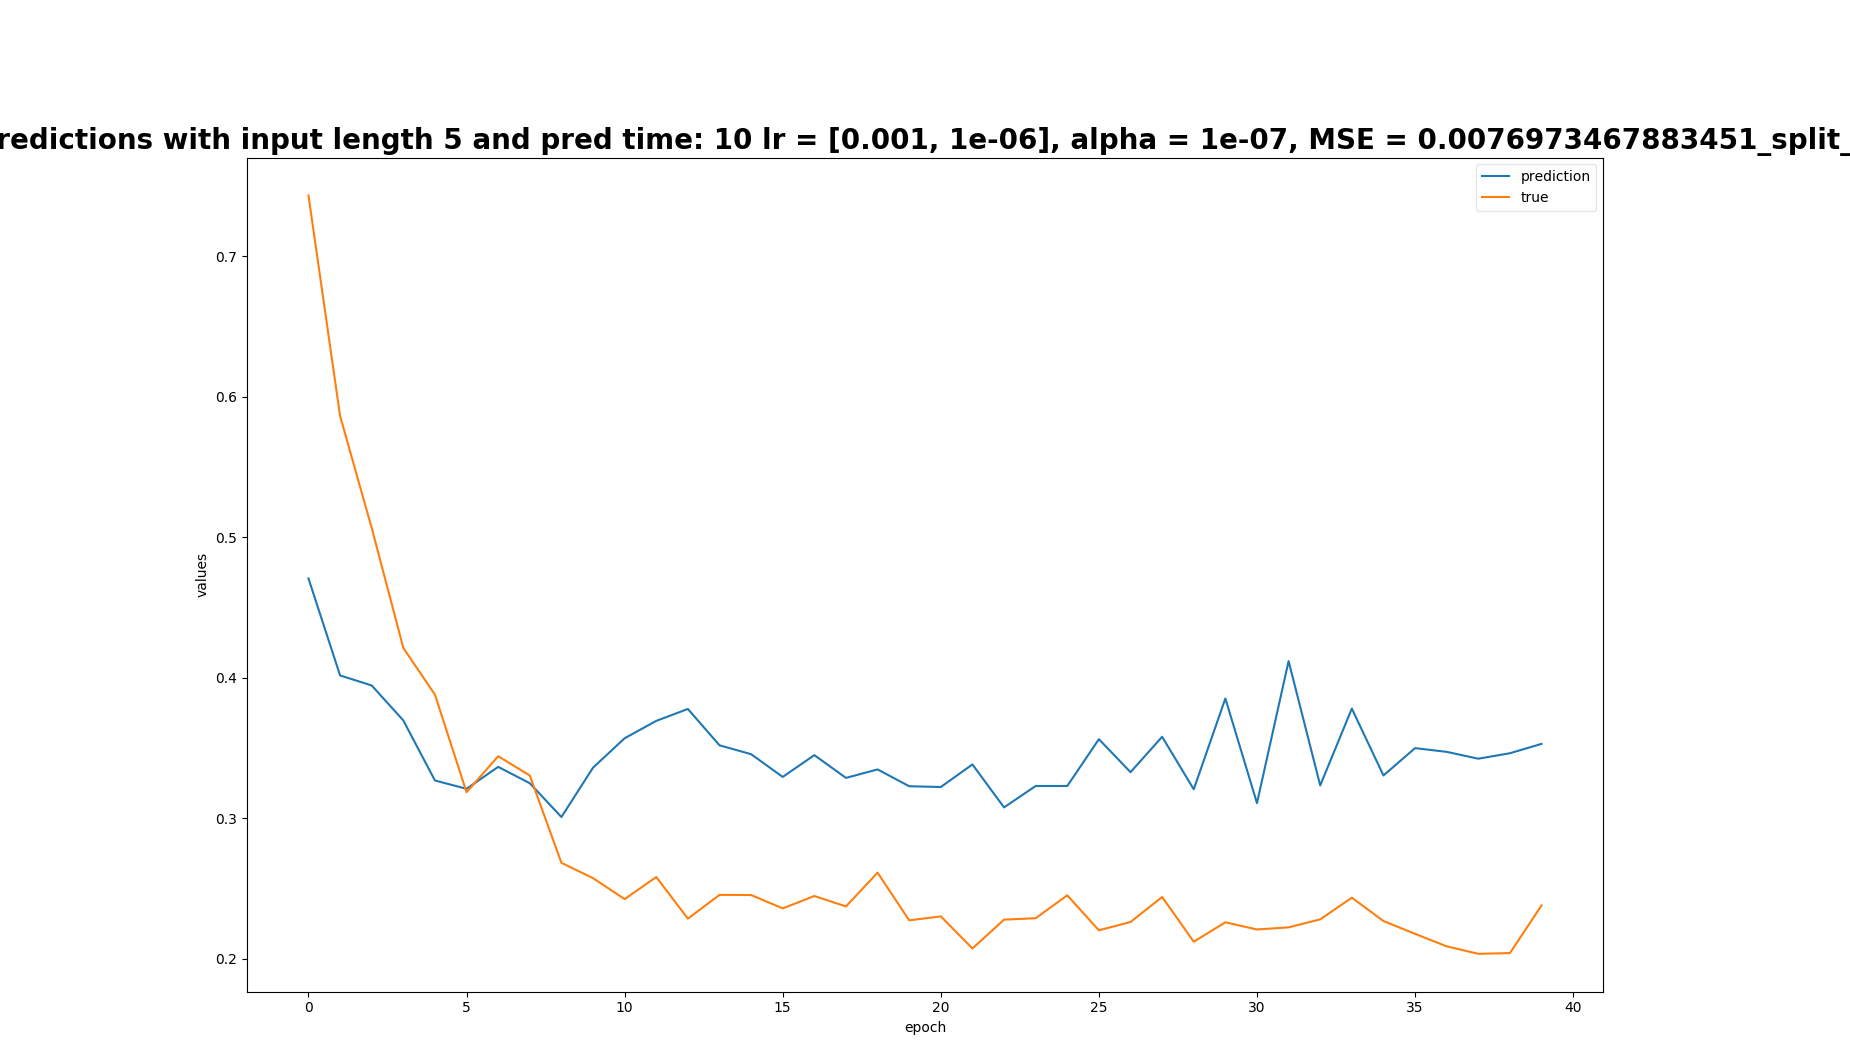 redictions with input length 5 and pred time: 10 lr = [0.001, 1e-06], alpha = 1e-07, MSE = 0.0076973467883451_split_
prediction
true
0.7
0.6
0.5
0.4
0.3
0.2
values
0 5 10 15 20 25 30 35 40
epoch